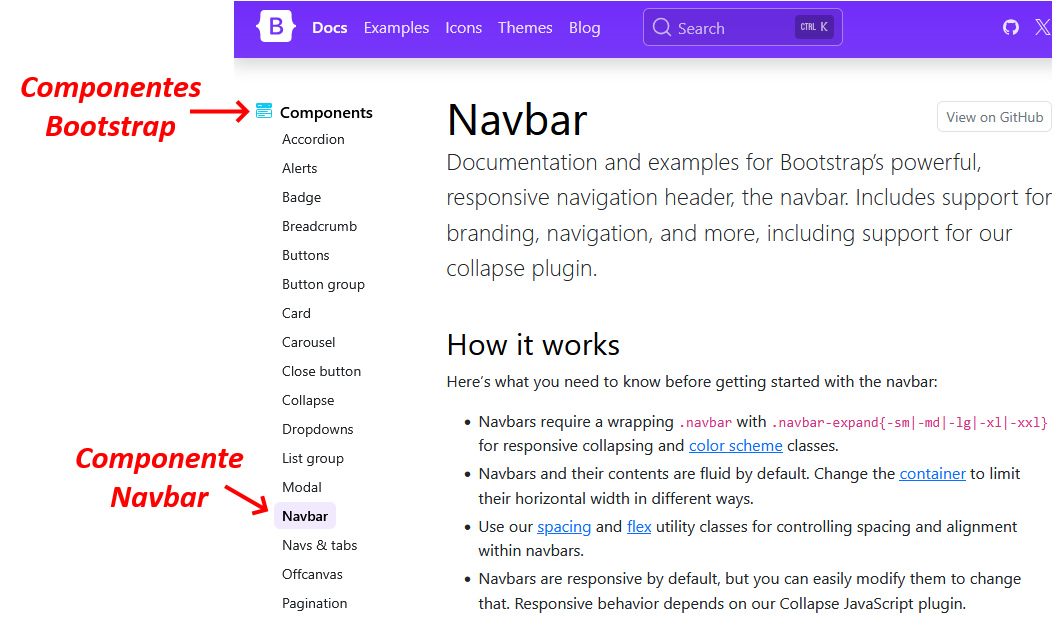 B Docs Examples Icons Themes Blog Search CTRL K
Componentes
Bootstrap
Components
Accordion
Alerts
Badge
Breadcrumb
Buttons
Button group
Card
Carousel
Close button
Collapse
Dropdowns
List group
Modal
Componente
Navbar
Navbar
Navs & tabs
Offcanvas
Pagination
Navbar
View on GitHub
Documentation and examples for Bootstrap’s powerful,
responsive navigation header, the navbar. Includes support for
branding, navigation, and more, including support for our
collapse plugin.
How it works
Here’s what you need to know before getting started with the navbar:
• Navbars require a wrapping .navbar with .navbar-expand{-sm|-md|-lg|-xl|-xxl}
for responsive collapsing and color scheme classes.
• Navbars and their contents are fluid by default. Change the container to limit
their horizontal width in different ways.
• Use our spacing and flex utility classes for controlling spacing and alignment
within navbars.
• Navbars are responsive by default, but you can easily modify them to change
that. Responsive behavior depends on our Collapse JavaScript plugin.